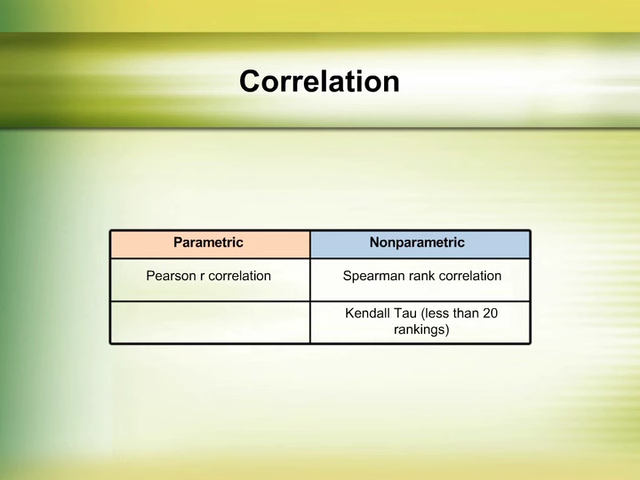 Correlation
Parametric
Nonparametric
Pearson r correlation
Spearman rank correlation
Kendall Tau (less than 20
rankings)